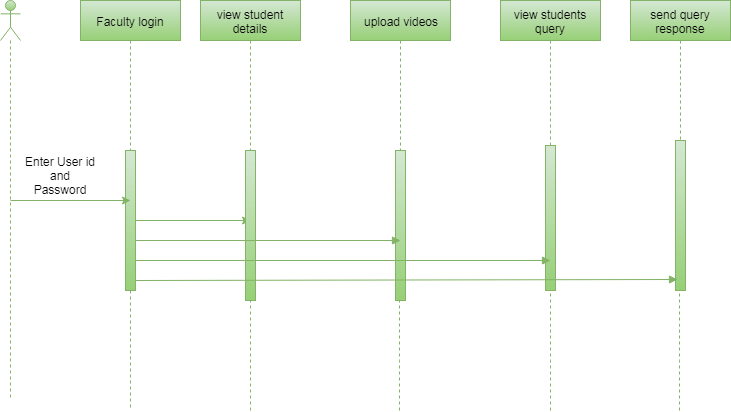 Faculty login
view student
details
upload videos
view students
query
send query
response
Enter User id
and
Password